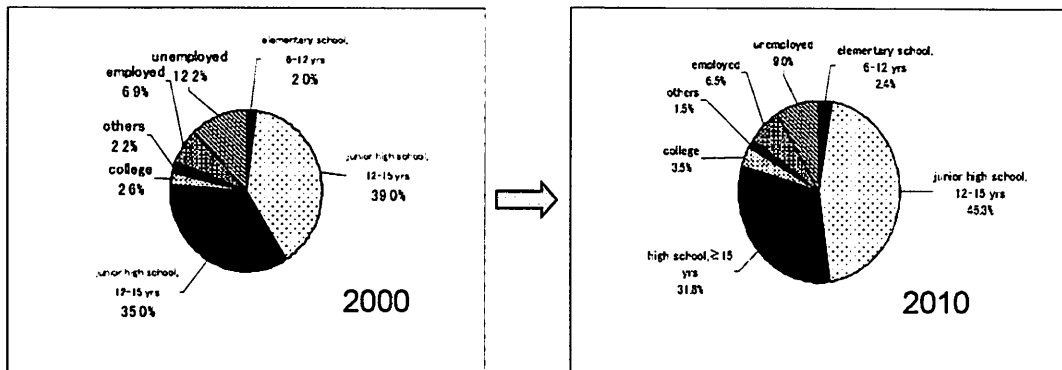 unemployed
12.2%
elementary school,
6-12 yrs
2.0%
employed
6.9%
others
2.2%
college
2.6%
junior high school,
12-15 yrs
39.0%
junior high school,
12-15 yrs
35.0%
2000
unemployed
9.0%
elementary school,
6-12 yrs
2.4%
employed
6.5%
others
1.5%
college
3.5%
junior high school,
12-15 yrs
45.3%
high school,≥15
yrs
31.8%
2010